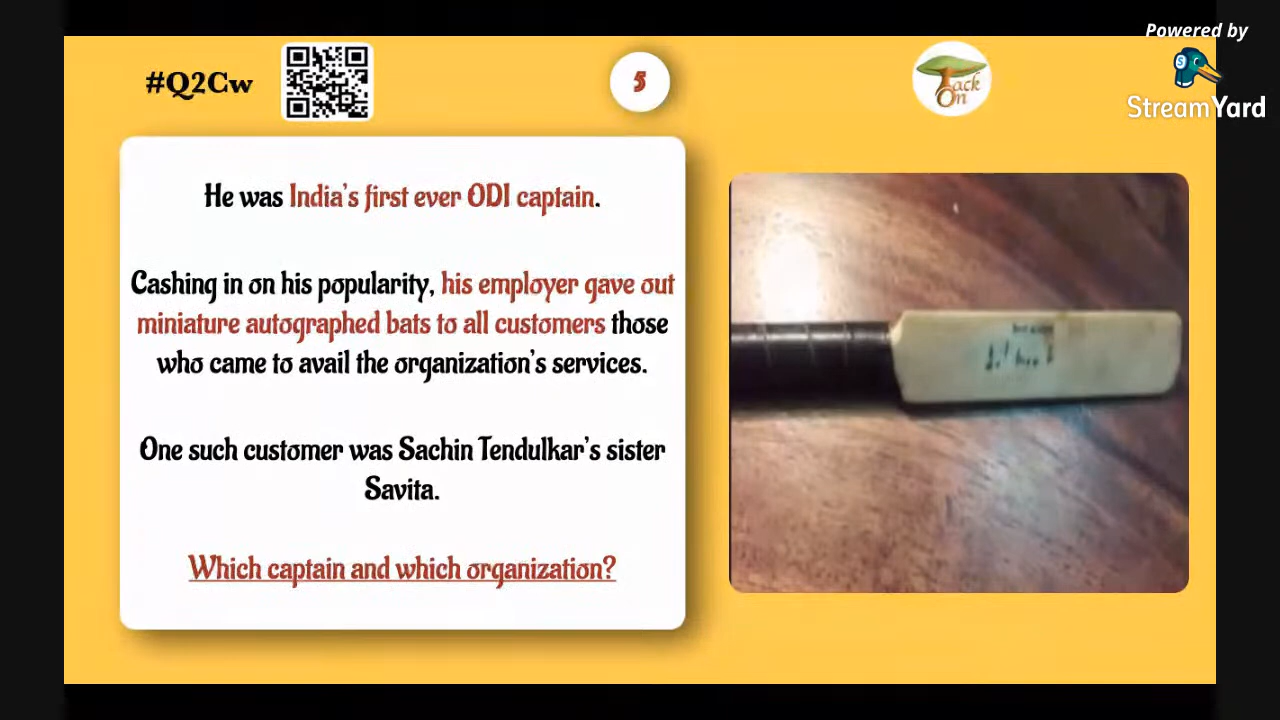 Powered by
StreamYard
#Q2Cw
5
Tack
On
He was India's first ever ODI captain.
Cashing in on his popularity, his employer gave out
miniature autographed bats to all customers those
who came to avail the organization's services.
One such customer was Sachin Tendulkar's sister
Savita.
Which captain and which organization?